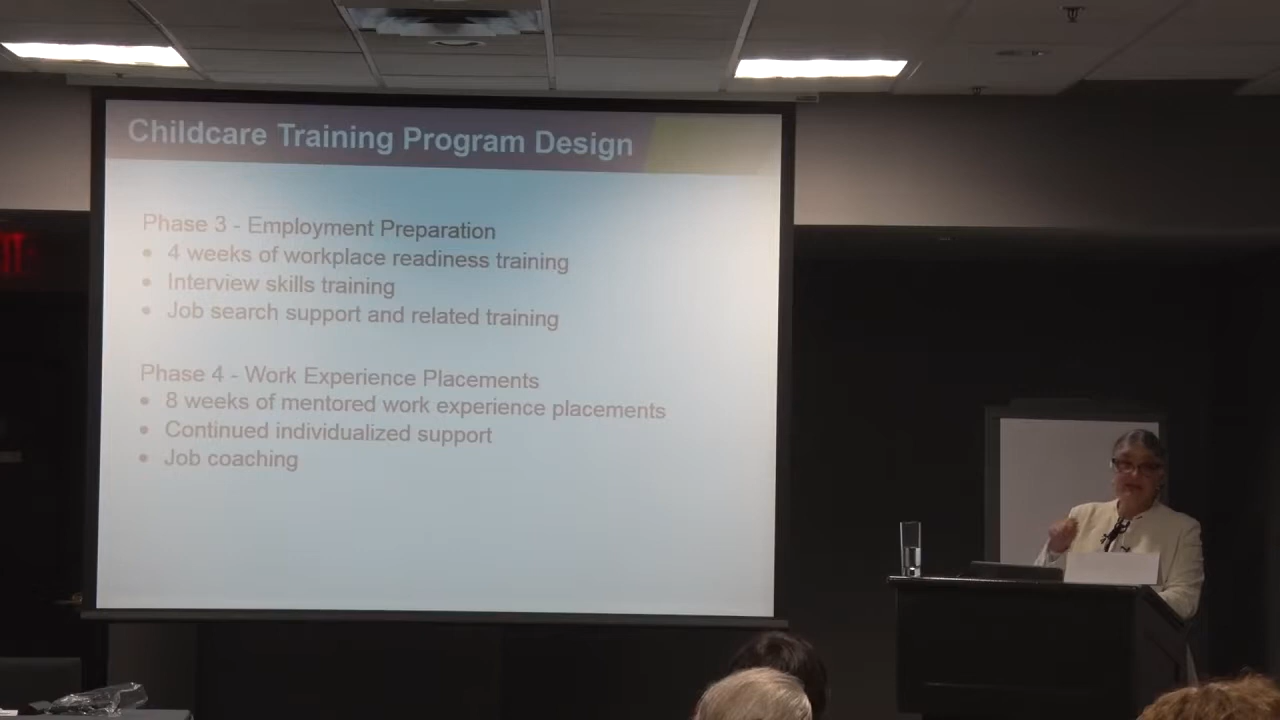 Childcare Training Program Design
Phase 3 - Employment Preparation
• 4 weeks of workplace readiness training
• Interview skills training
• Job search support and related training
Phase 4 - Work Experience Placements
• 8 weeks of mentored work experience placements
• Continued individualized support
• Job coaching